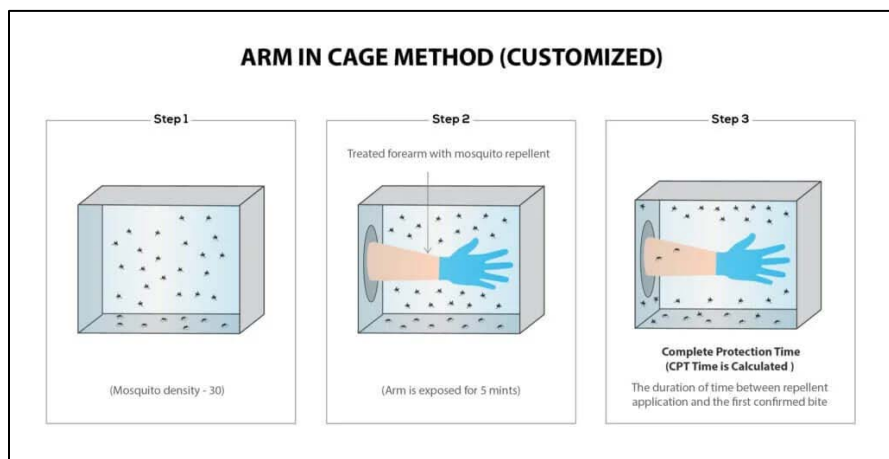 ARM IN CAGE METHOD (CUSTOMIZED)
Step 1
(Mosquito density - 30)
Step 2
Treated forearm with mosquito repellent
(Arm is exposed for 5 mints)
Step 3
Complete Protection Time
(CPT Time is Calculated )
The duration of time between repellent
application and the first confirmed bite